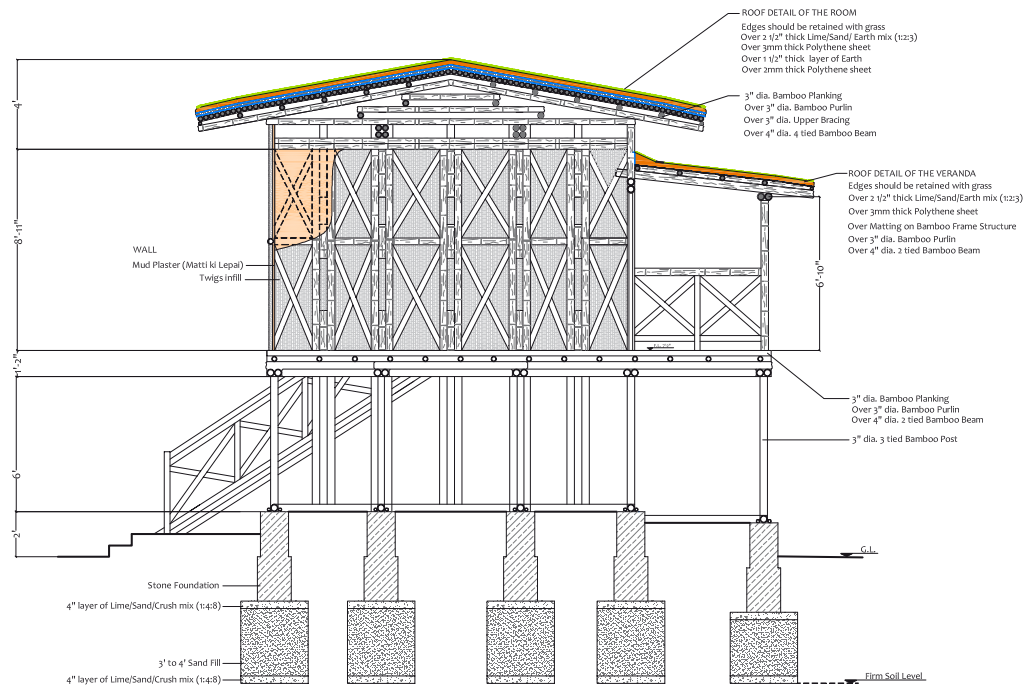 ROOF DETAIL OF THE ROOM
Edges should be retained with grass
Over 2 1/2" thick Lime/Sand/ Earth mix (1:2:3)
Over 3mm thick Polythene sheet
Over 1 1/2" thick layer of Earth
Over 2mm thick Polythene sheet
3" dia. Bamboo Planking
Over 3" dia. Bamboo Purlin
Over 3" dia. Upper Bracing
Over 4" dia. 4 tied Bamboo Beam
ROOF DETAIL OF THE VERANDA
Edges should be retained with grass
Over 2 1/2" thick Lime/Sand/Earth mix (1:2:3)
Over 3mm thick Polythene sheet
Over Matting on Bamboo Frame Structure
Over 3" dia. Bamboo Purlin
Over 4" dia. 2 tied Bamboo Beam
4'
8'-11"
1'-2"
6'
2'
WALL
Mud Plaster (Matti ki Lepai)
Twigs infill
6'-10"
3" dia. Bamboo Planking
Over 3" dia. Bamboo Purlin
Over 4" dia. 2 tied Bamboo Beam
3" dia. 3 tied Bamboo Post
G.L.
Stone Foundation
4" layer of Lime/Sand/Crush mix (1:4:8)
3' to 4' Sand Fill
4" layer of Lime/Sand/Crush mix (1:4:8)
Firm Soil Level